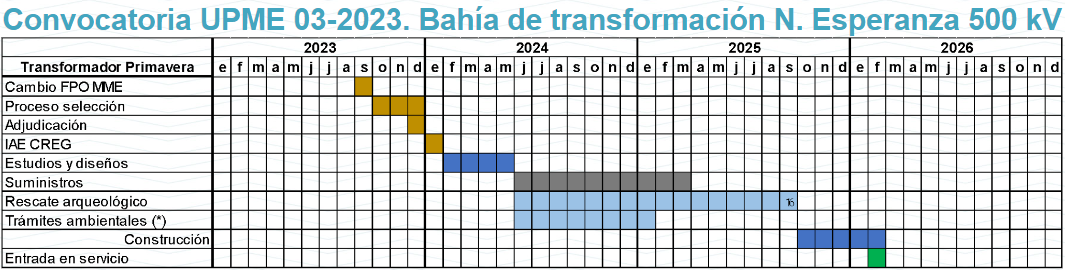 Convocatoria UPME 03-2023. Bahía de transformación N. Esperanza 500 kV
2023 2024 2025 2026
Transformador Primavera e f m a m j j a s o n d e f m a m j j a s o n d e f m a m j j a s o n d e f m a m j j a s o n d
Cambio FPO MME
Proceso selección
Adjudicación
IAE CREG
Estudios y diseños
Suministros
Rescate arqueológico 16
Trámites ambientales (*)
Construcción
Entrada en servicio